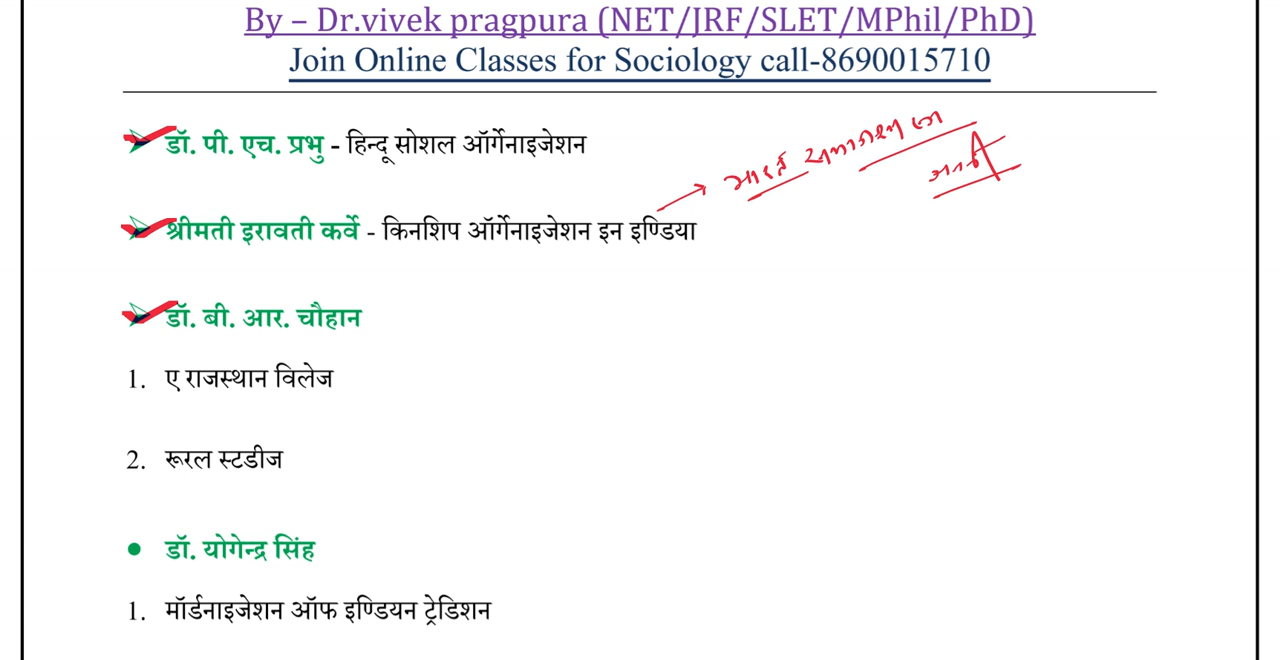 By – Dr.vivek pragpura (NET/JRF/SLET/MPhil/PhD)
Join Online Classes for Sociology call-8690015710
डॉ. पी. एच. प्रभु - हिन्दू सोशल ऑर्गेनाइजेशन
श्रीमती इरावती कर्वे - किनशिप ऑर्गेनाइजेशन इन इण्डिया
डॉ. बी. आर. चौहान
1. ए राजस्थान विलेज
2. रूरल स्टडीज
डॉ. योगेन्द्र सिंह
1. मॉर्डनाइजेशन ऑफ इण्डियन ट्रेडिशन